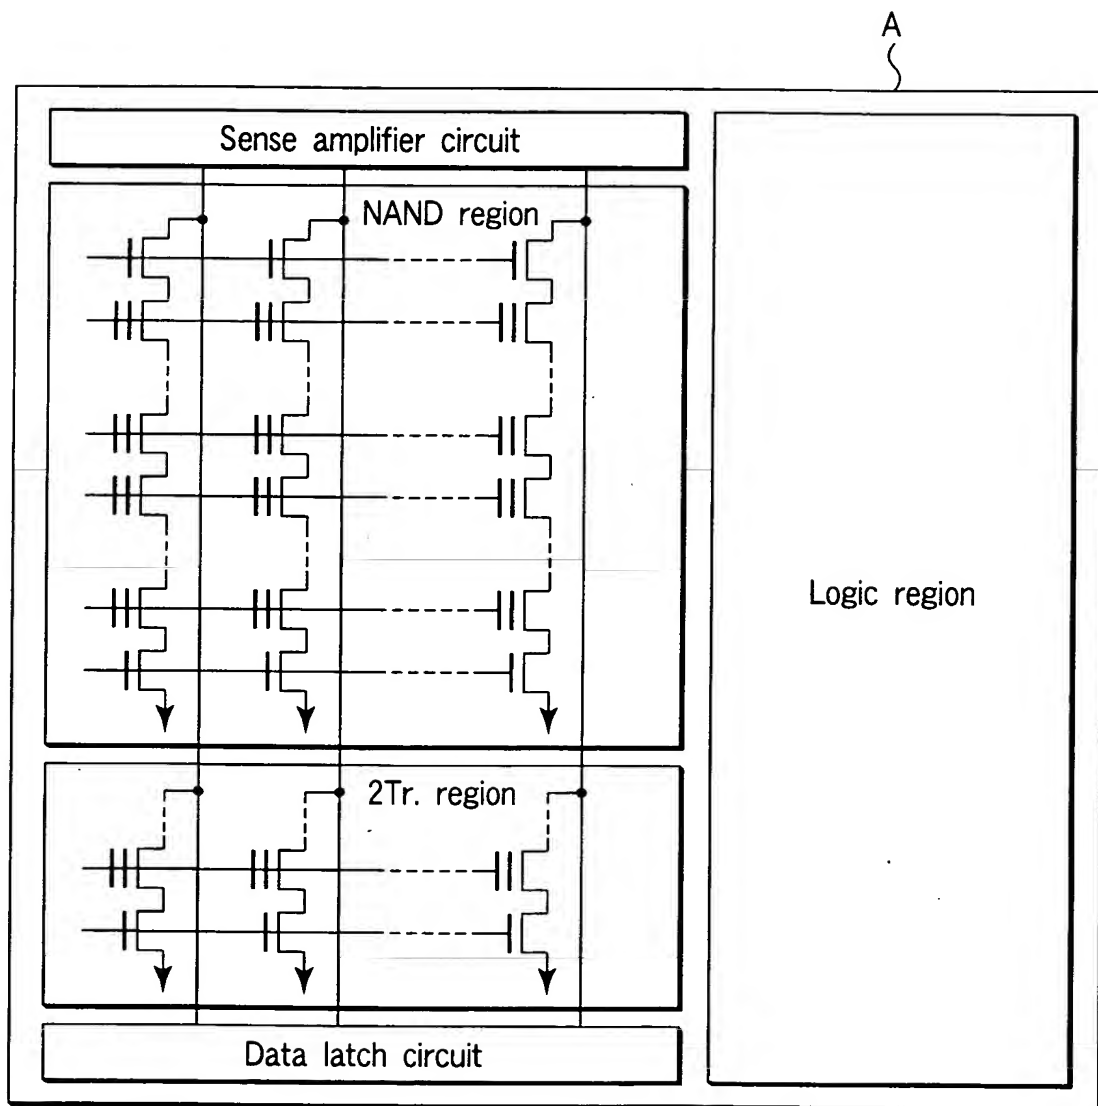 A
Sense amplifier circuit
NAND region
Logic region
2Tr. region
Data latch circuit